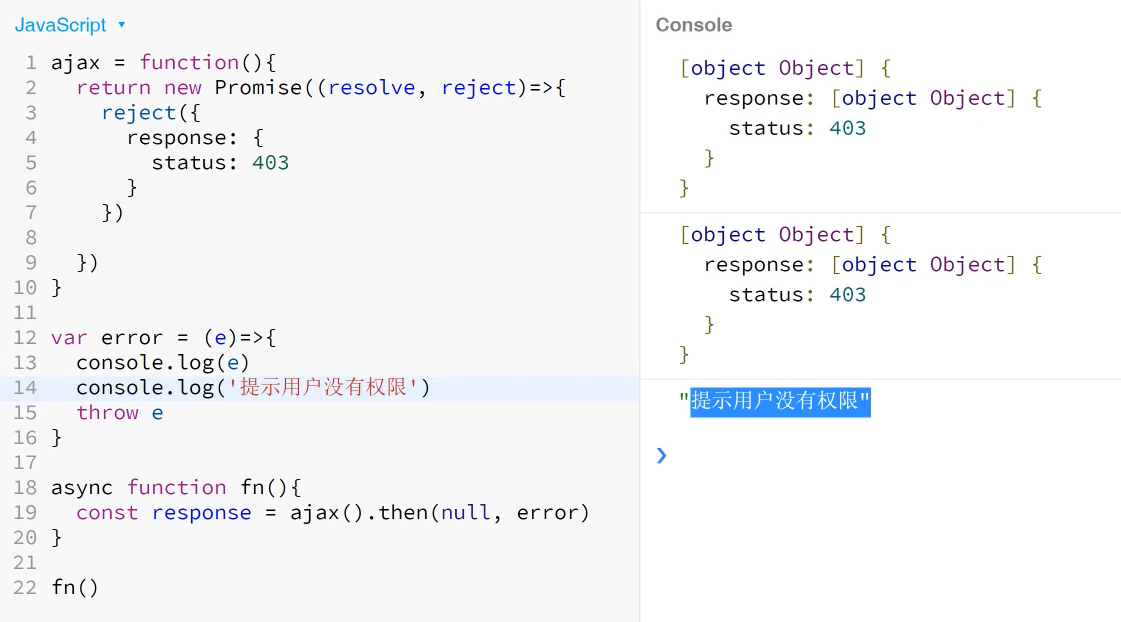 JavaScript
1 ajax = function(){
2   return new Promise((resolve, reject)=>{
3     reject({
4       response: {
5         status: 403
6       }
7     })
8
9   })
10 }
11
12 var error = (e)=>{
13   console.log(e)
14   console.log('提示用户没有权限')
15   throw e
16 }
17
18 async function fn(){
19   const response = ajax().then(null, error)
20 }
21
22 fn()
Console
[object Object] {
  response: [object Object] {
    status: 403
  }
}
[object Object] {
  response: [object Object] {
    status: 403
  }
}
"提示用户没有权限"
❯